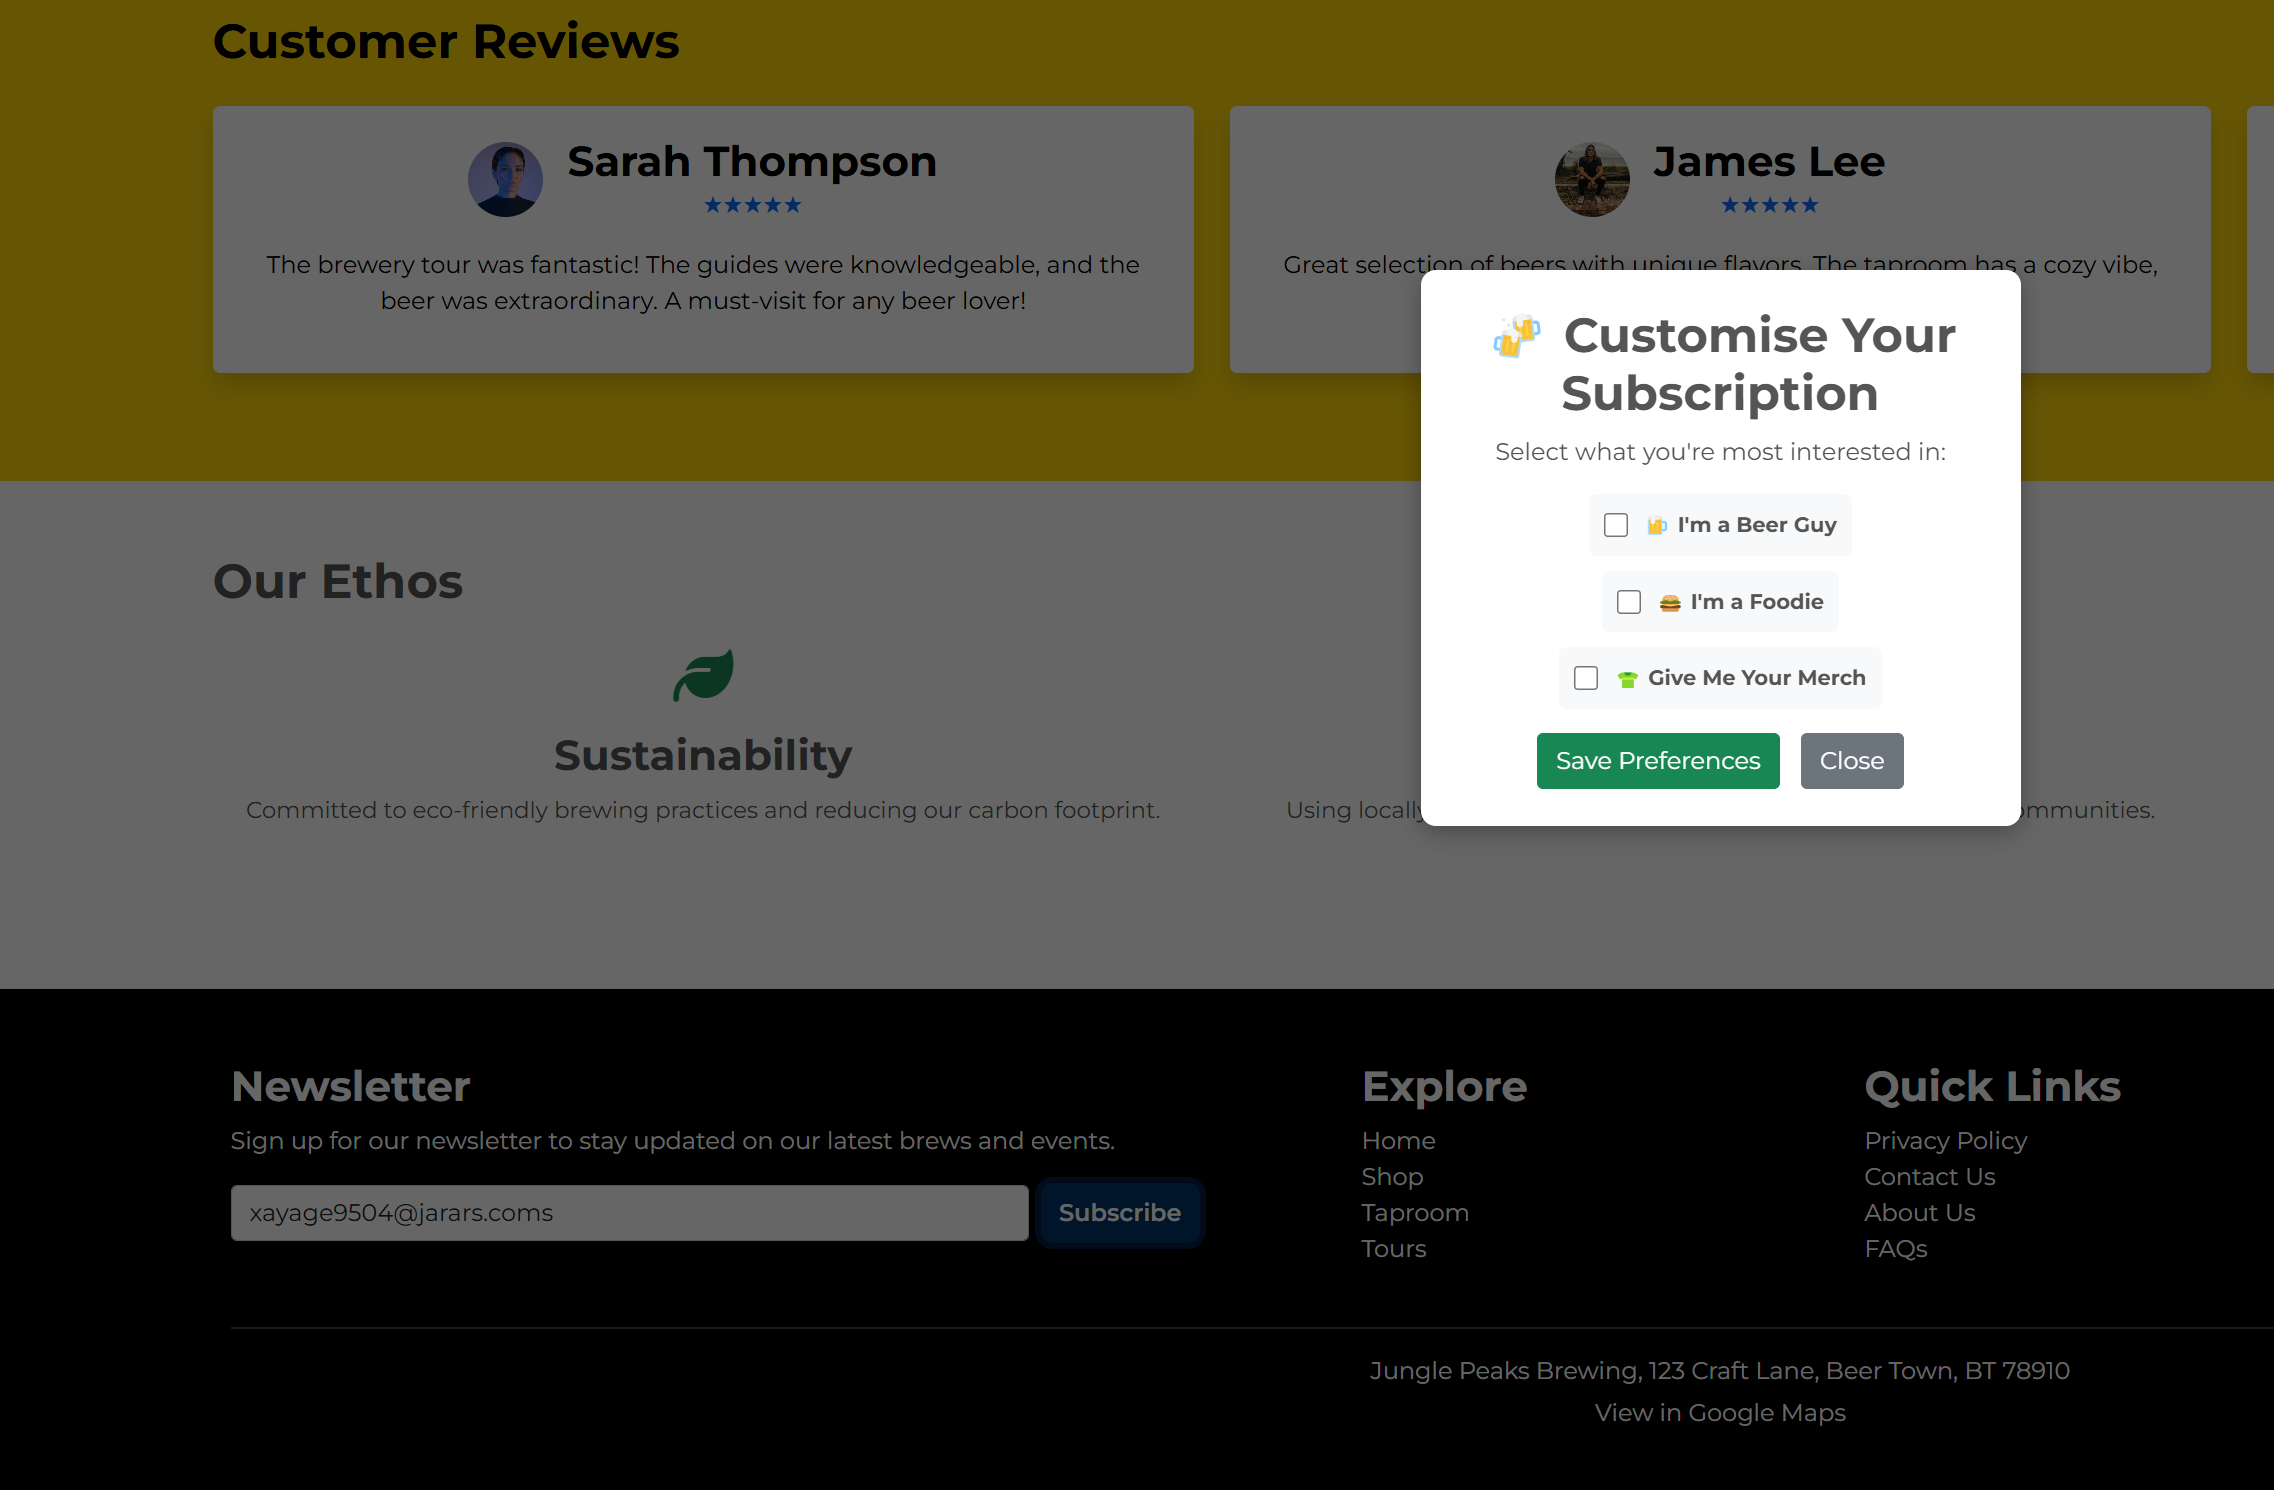 Customer Reviews
Sarah Thompson
★★★★★
The brewery tour was fantastic! The guides were knowledgeable, and the
beer was extraordinary. A must-visit for any beer lover!
James Lee
★★★★★
Great selection of beers with unique flavors. The taproom has a cozy vibe,
Customise Your
Subscription
Select what you're most interested in:
I'm a Beer Guy
I'm a Foodie
Give Me Your Merch
Save Preferences
Close
Our Ethos
Sustainability
Committed to eco-friendly brewing practices and reducing our carbon footprint.
Using locally
Newsletter
Sign up for our newsletter to stay updated on our latest brews and events.
xayage9504@jarars.coms
Subscribe
Explore
Home
Shop
Taproom
Tours
Quick Links
Privacy Policy
Contact Us
About Us
FAQs
Jungle Peaks Brewing, 123 Craft Lane, Beer Town, BT 78910
View in Google Maps